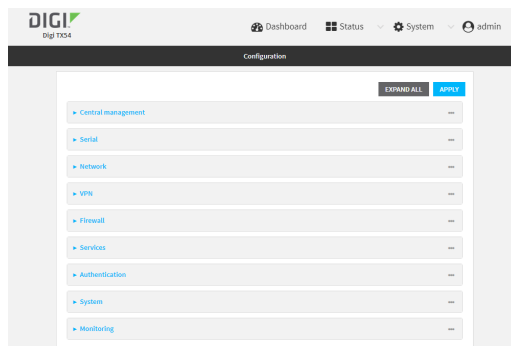 DIGI
Digi TX54
Dashboard Status System admin
Configuration
EXPAND ALL APPLY
Central management
Serial
Network
VPN
Firewall
Services
Authentication
System
Monitoring